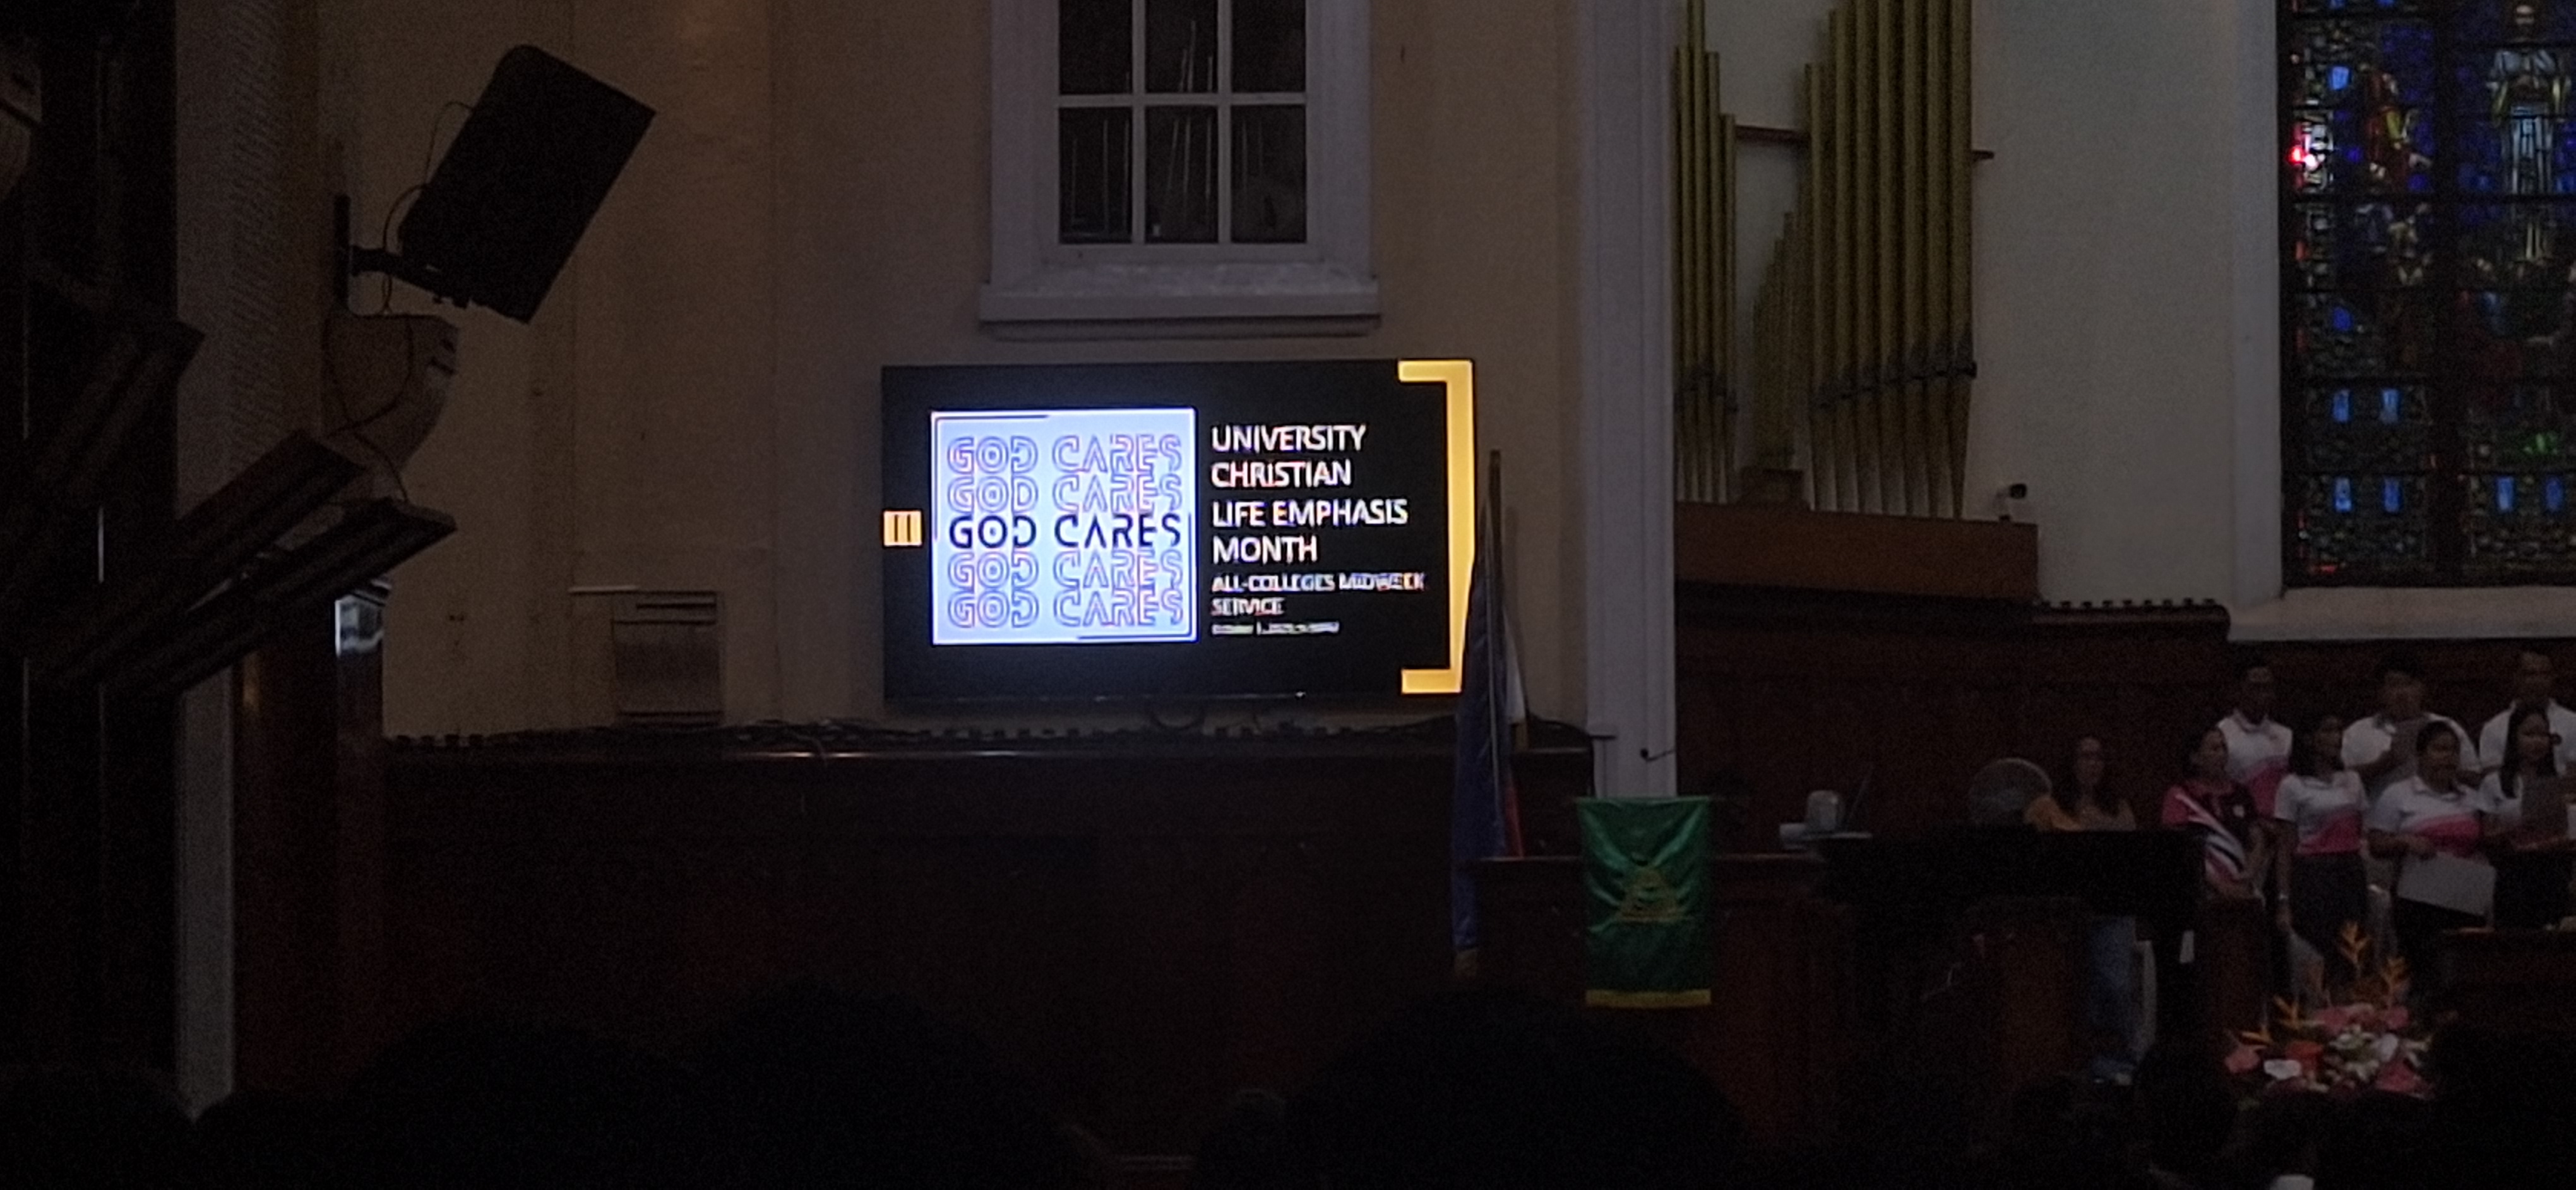 GOD CARES
GOD CARES
GOD CARES
GOD CARES
GOD CARES
UNIVERSITY
CHRISTIAN
LIFE EMPHASIS
MONTH
ALL-COLLEGES MIDWEEK
SERVICE